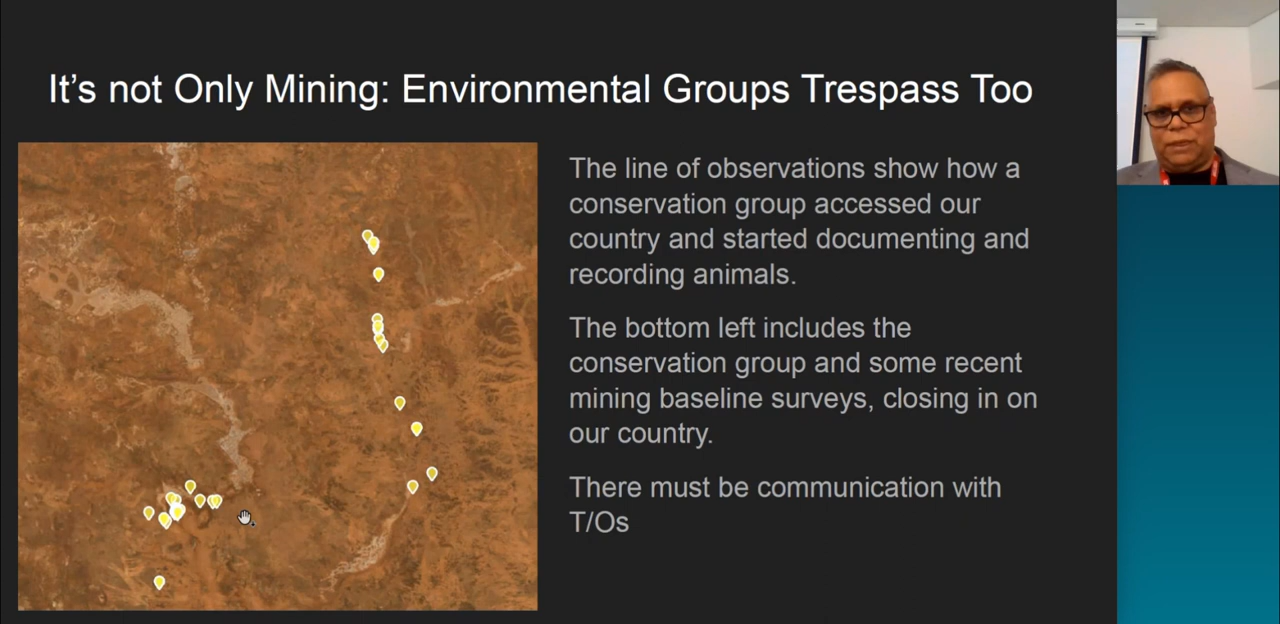 It's not Only Mining: Environmental Groups Trespass Too
The line of observations show how a
conservation group accessed our
country and started documenting and
recording animals.
The bottom left includes the
conservation group and some recent
mining baseline surveys, closing in on
our country.
There must be communication with
T/Os